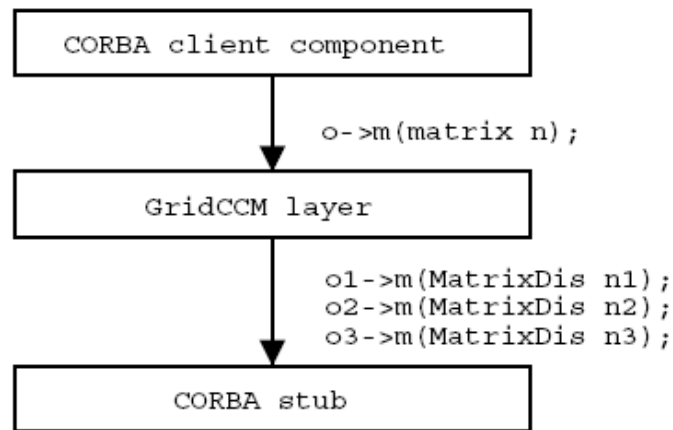 CORBA client component
o->m(matrix n);
GridCCM layer
o1->m(MatrixDis n1);
o2->m(MatrixDis n2);
o3->m(MatrixDis n3);
CORBA stub